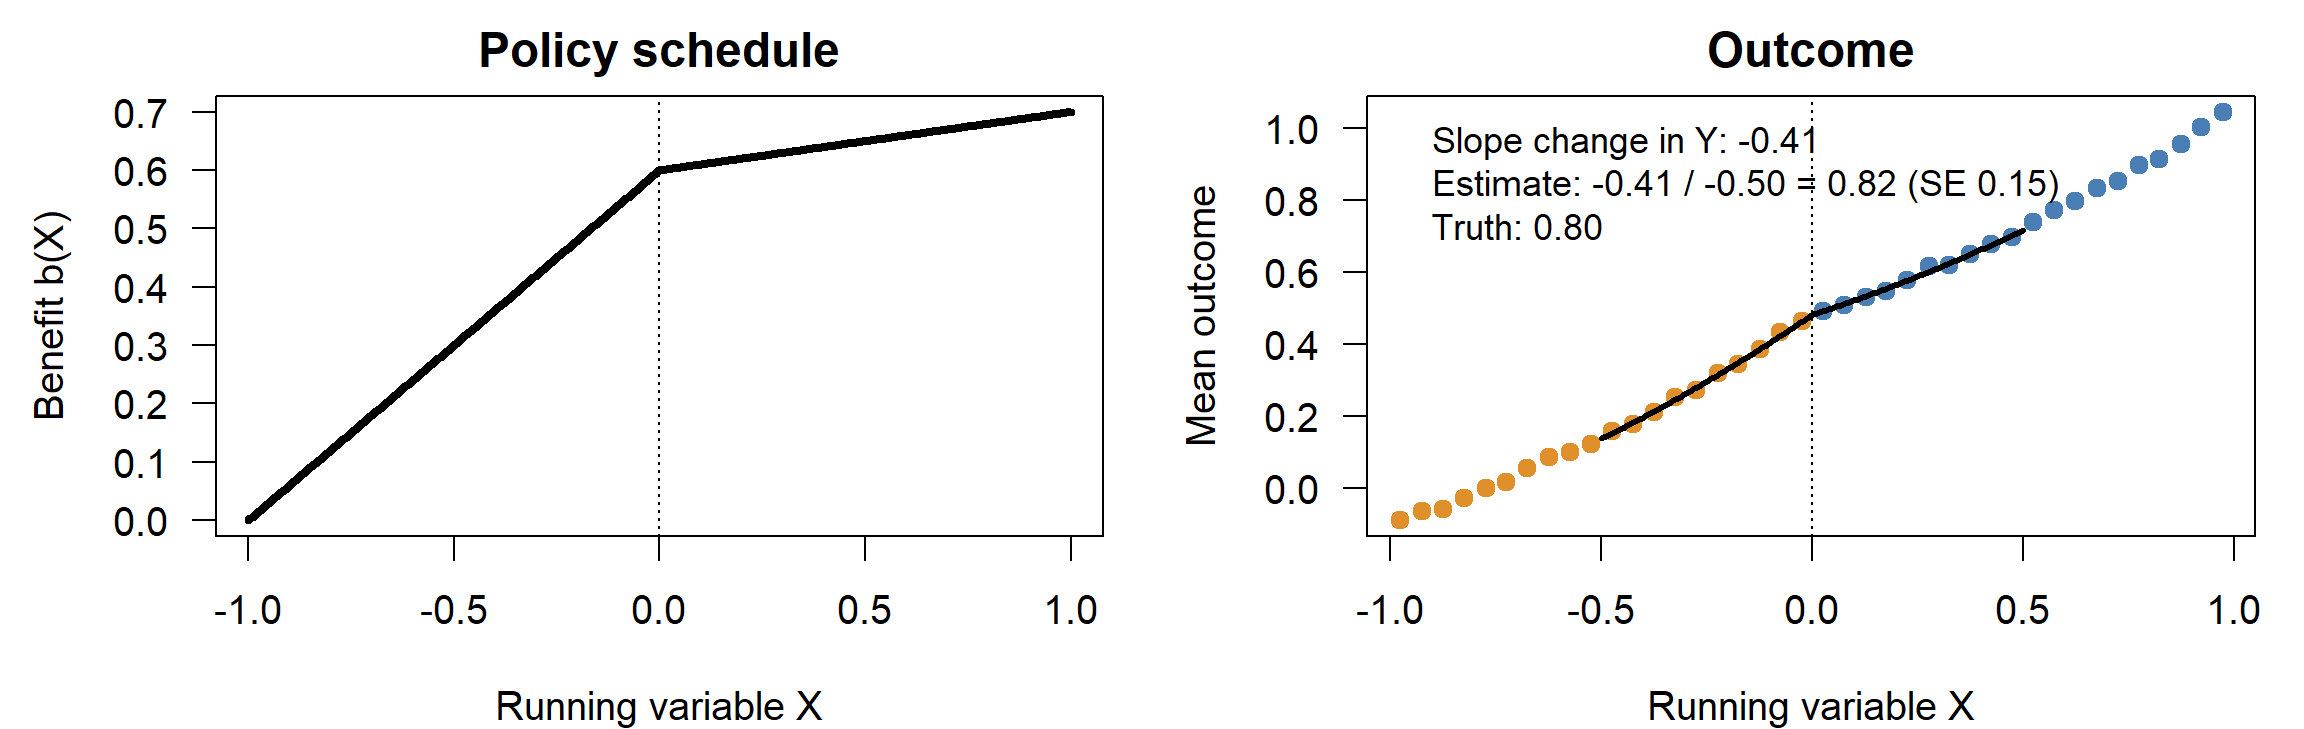 Policy schedule
0.7
0.6
0.5
0.4
0.3
0.2
0.1
0.0
Benefit b(X)
-1.0 -0.5 0.0 0.5 1.0
Running variable X
Outcome
Slope change in Y: -0.41
Estimate: -0.41 / -0.50 = 0.82 (SE 0.15)
Truth: 0.80
1.0
0.8
0.6
0.4
0.2
0.0
Mean outcome
-1.0 -0.5 0.0 0.5 1.0
Running variable X